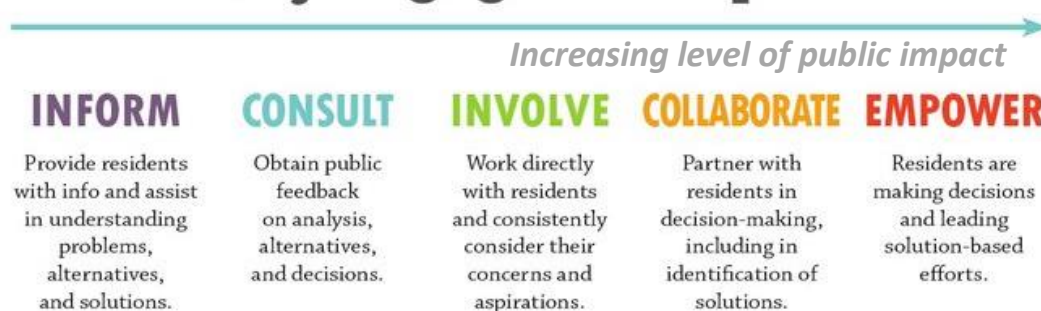 Increasing level of public impact
INFORM
Provide residents
with info and assist
in understanding
problems,
alternatives,
and solutions.
CONSULT
Obtain public
feedback
on analysis,
alternatives,
and decisions.
INVOLVE
Work directly
with residents
and consistently
consider their
concerns and
aspirations.
COLLABORATE
Partner with
residents in
decision-making,
including in
identification of
solutions.
EMPOWER
Residents are
making decisions
and leading
solution-based
efforts.